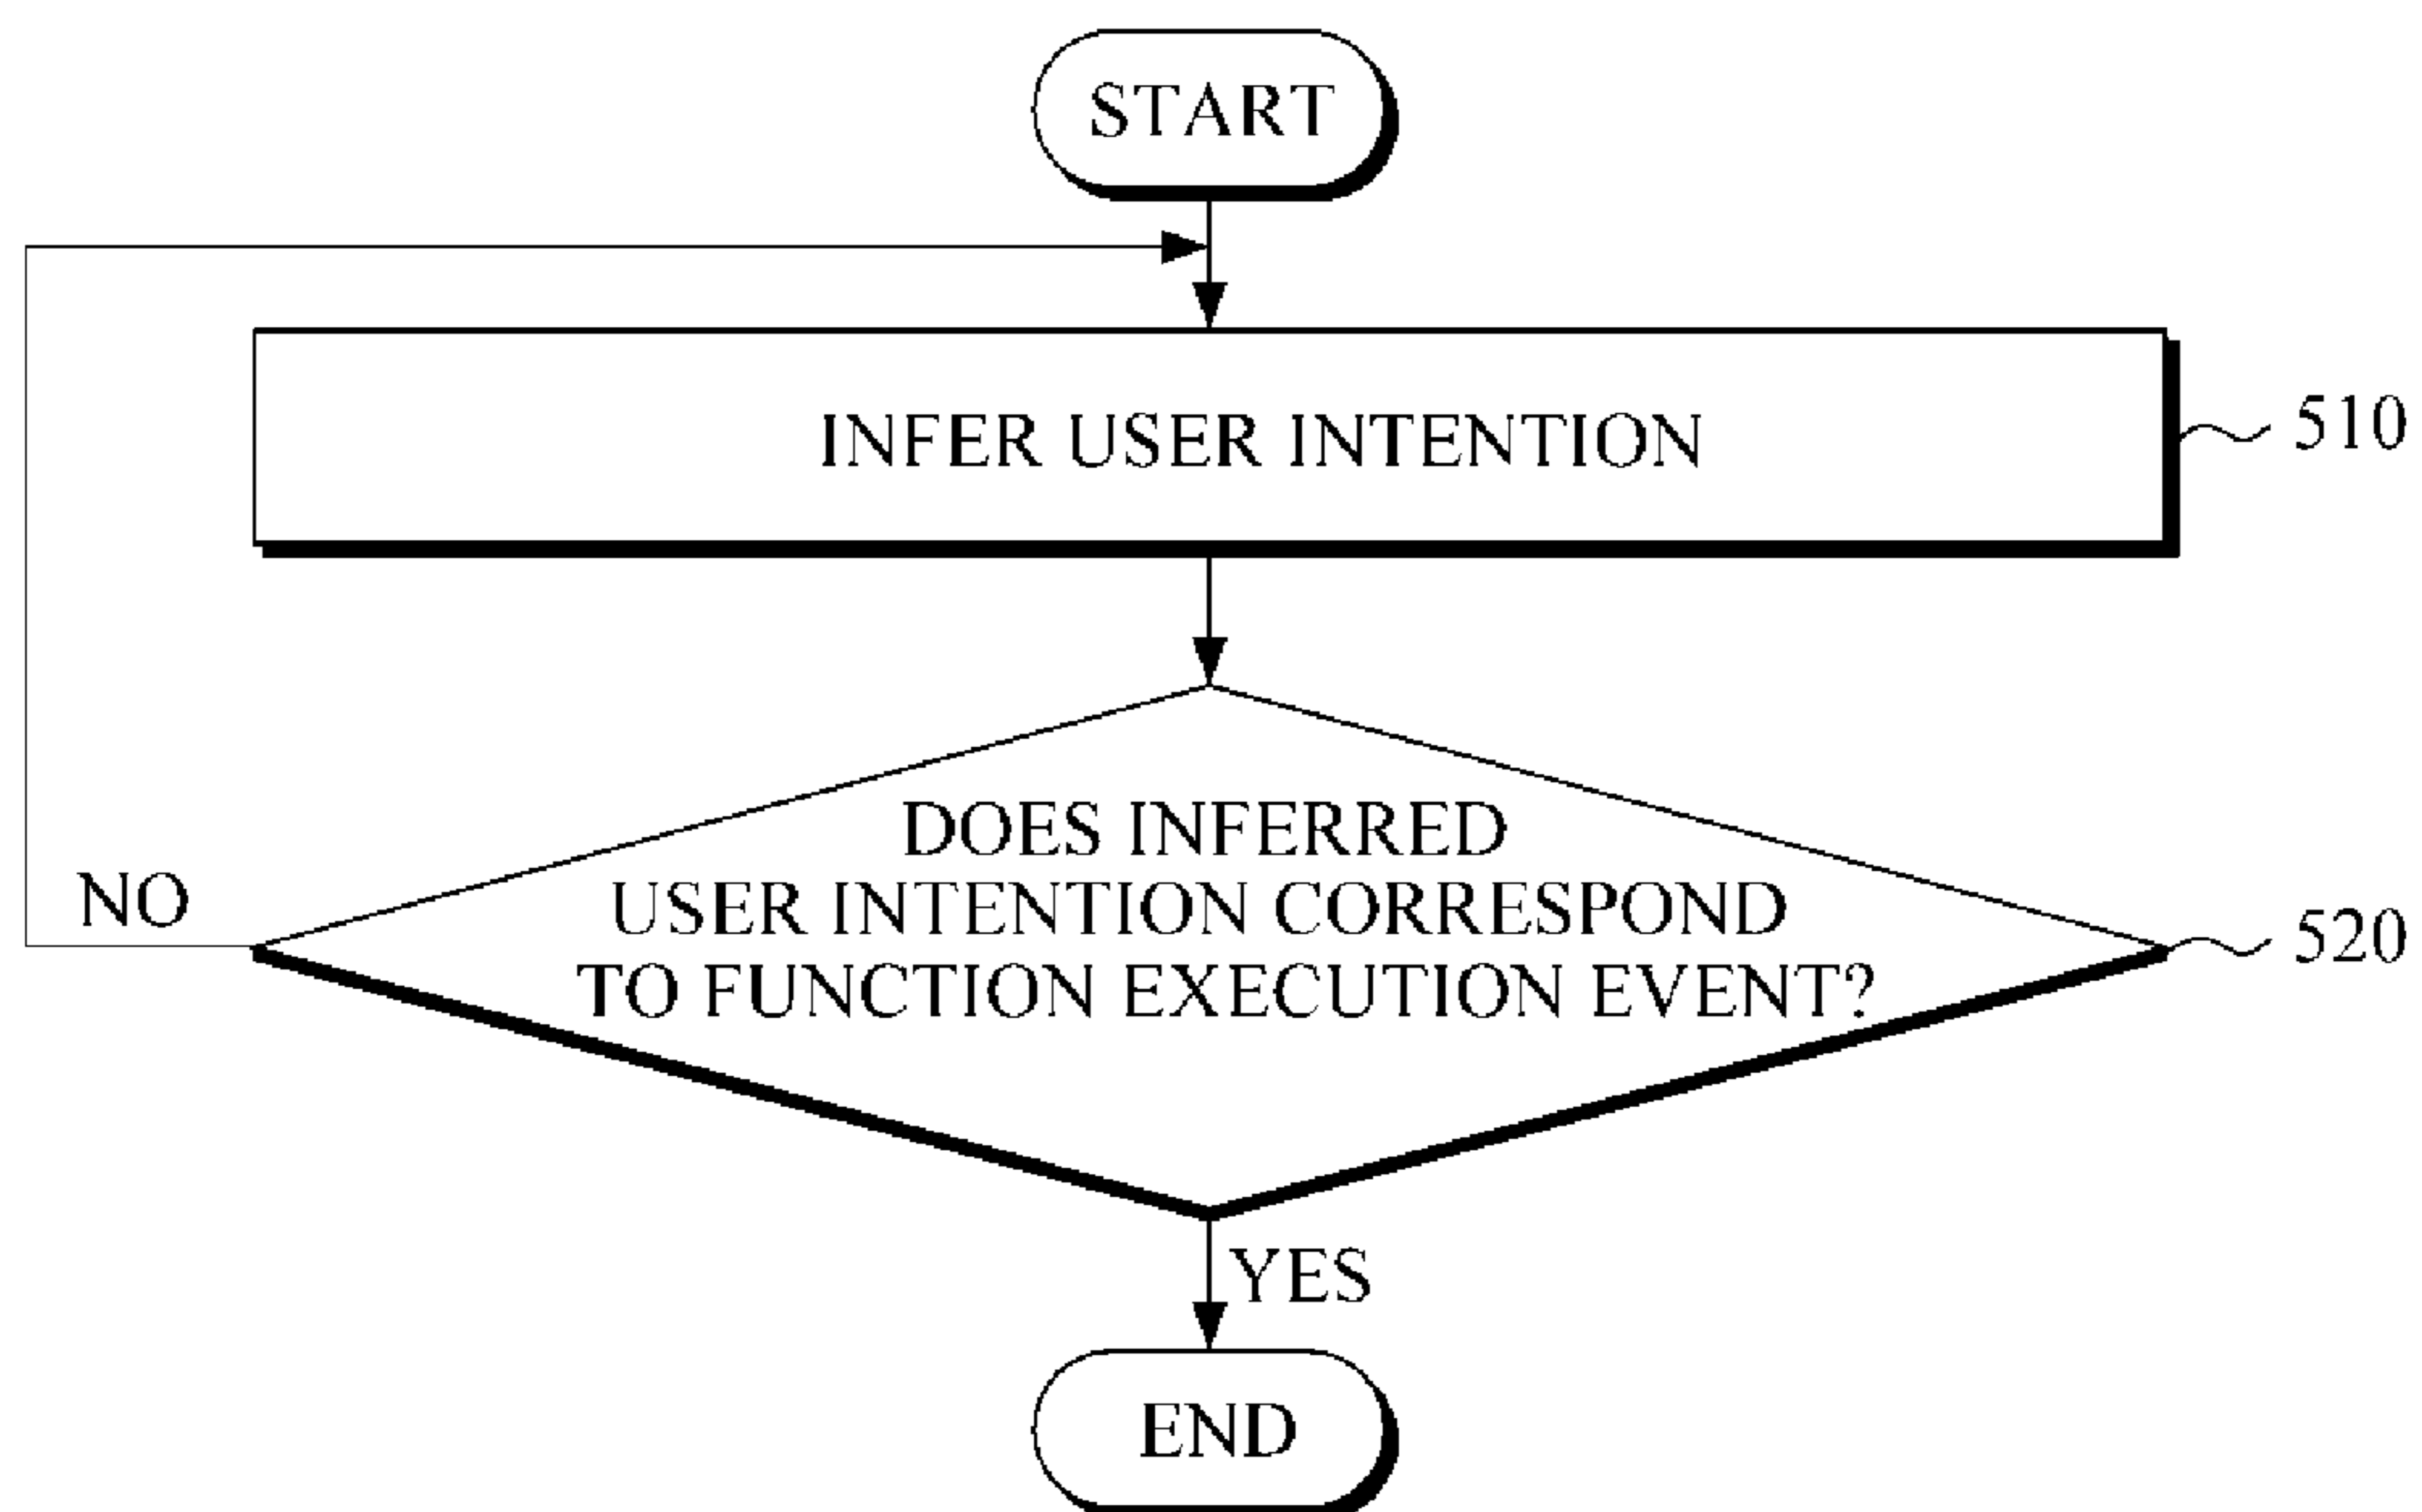 START
INFER USER INTENTION
510
DOES INFERRED
USER INTENTION CORRESPOND
TO FUNCTION EXECUTION EVENT?
520
NO
YES
END